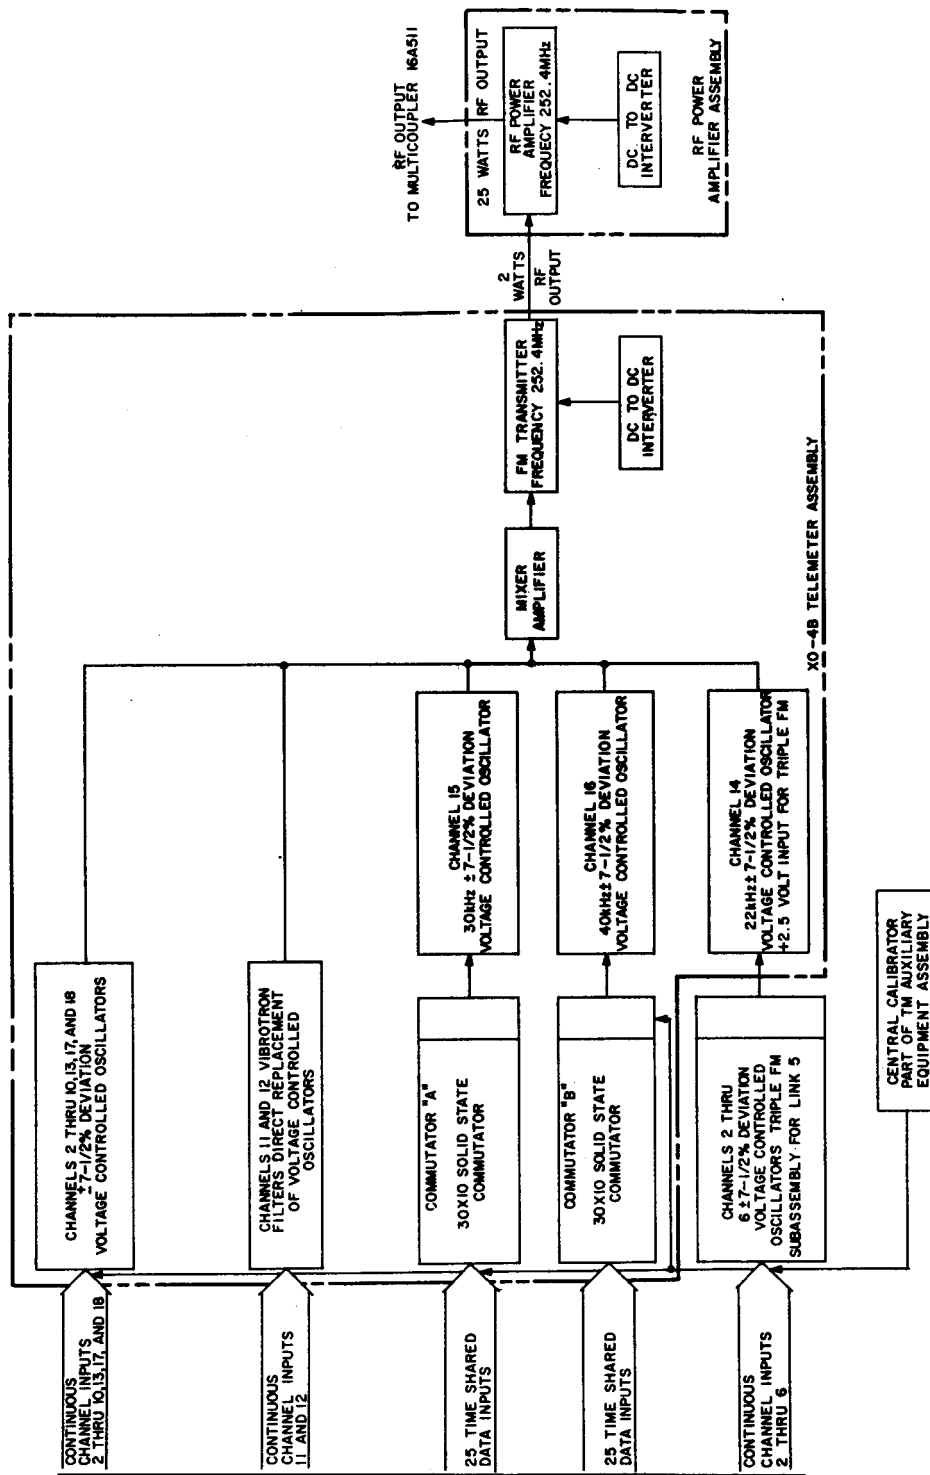 CONTINUOUS
CHANNEL INPUTS
2 THRU 10,13,17, AND 18
CHANNELS 2 THRU 10,13,17, AND 18
±7-1/2% DEVIATION
VOLTAGE CONTROLLED OSCILLATORS
CONTINUOUS
CHANNEL INPUTS
11 AND 12
CHANNELS 11 AND 12 VIBROTRON
FILTERS DIRECT REPLACEMENT
OF VOLTAGE CONTROLLED
OSCILLATORS
25 TIME SHARED
DATA INPUTS
COMMUTATOR "A"
30X10 SOLID STATE
COMMUTATOR
CHANNEL 15
30kHz ±7-1/2% DEVIATION
VOLTAGE CONTROLLED OSCILLATOR
25 TIME SHARED
DATA INPUTS
COMMUTATOR "B"
30X10 SOLID STATE
COMMUTATOR
CHANNEL 16
40kHz±7-1/2% DEVIATION
VOLTAGE CONTROLLED OSCILLATOR
CONTINUOUS
CHANNEL INPUTS
2 THRU 6
CHANNELS 2 THRU
6 ±7-1/2% DEVIATION
VOLTAGE CONTROLLED
OSCILLATORS TRIPLE FM
SUBASSEMBLY FOR LINK 5
CHANNEL 14
22kHz±7-1/2% DEVIATION
VOLTAGE CONTROLLED OSCILLATOR
+2.5 VOLT INPUT FOR TRIPLE FM
CENTRAL CALIBRATOR
PART OF TM AUXILIARY
EQUIPMENT ASSEMBLY
MIXER
AMPLIFIER
FM TRANSMITTER
FREQUENCY 252.4MHz
DC TO DC
INTERVERTER
XO-4B TELEMETER ASSEMBLY
2
WATTS
RF
OUTPUT
RF OUTPUT
TO MULTICOUPLER 16A511
25 WATTS RF OUTPUT
RF POWER
AMPLIFIER
FREQUECY 252.4MHz
DC TO DC
INTERVERTER
RF POWER
AMPLIFIER ASSEMBLY